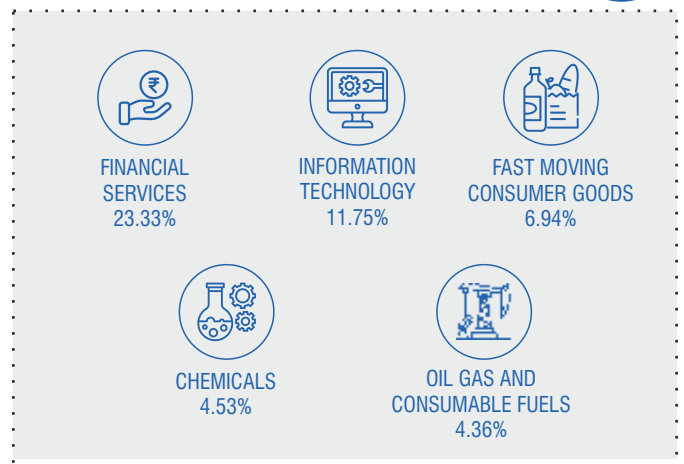 ₹
FINANCIAL
SERVICES
23.33%
INFORMATION
TECHNOLOGY
11.75%
FAST MOVING
CONSUMER GOODS
6.94%
CHEMICALS
4.53%
OIL GAS AND
CONSUMABLE FUELS
4.36%